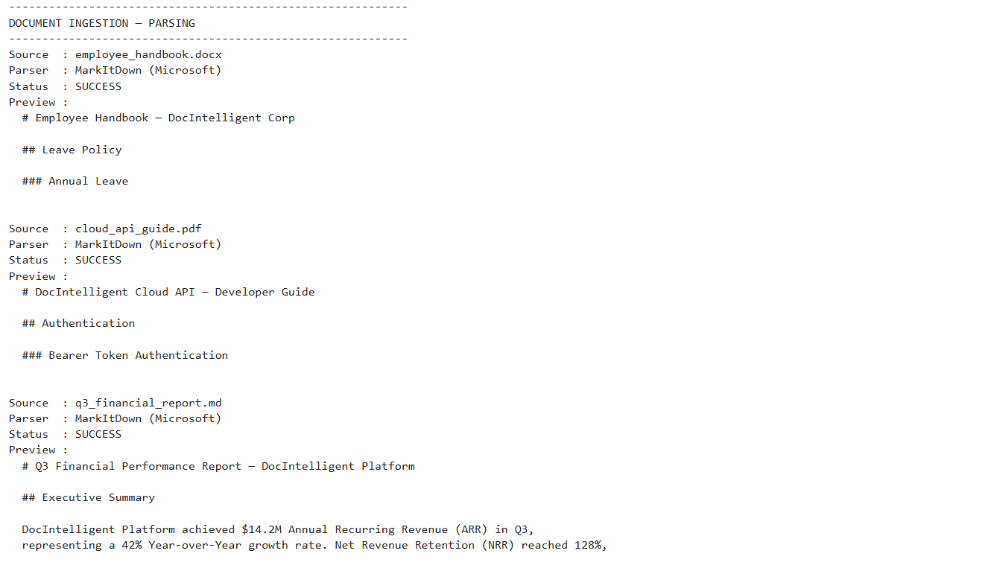 ------------------------------------------------------------
DOCUMENT INGESTION — PARSING
------------------------------------------------------------
Source  : employee_handbook.docx
Parser  : MarkItDown (Microsoft)
Status  : SUCCESS
Preview :
  # Employee Handbook — DocIntelligent Corp

  ## Leave Policy

  ### Annual Leave


Source  : cloud_api_guide.pdf
Parser  : MarkItDown (Microsoft)
Status  : SUCCESS
Preview :
  # DocIntelligent Cloud API — Developer Guide

  ## Authentication

  ### Bearer Token Authentication


Source  : q3_financial_report.md
Parser  : MarkItDown (Microsoft)
Status  : SUCCESS
Preview :
  # Q3 Financial Performance Report — DocIntelligent Platform

  ## Executive Summary

  DocIntelligent Platform achieved $14.2M Annual Recurring Revenue (ARR) in Q3,
  representing a 42% Year-over-Year growth rate. Net Revenue Retention (NRR) reached 128%,